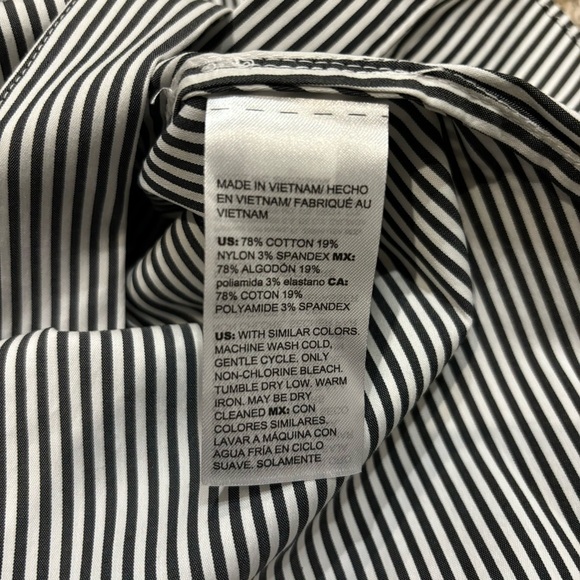 MADE IN VIETNAM/ HECHO
EN VIETNAM/ FABRIQUÉ AU
VIETNAM
US: 78% COTTON 19%
NYLON 3% SPANDEX MX:
78% ALGODÓN 19%
poliamida 3% elastano CA:
78% COTON 19%
POLYAMIDE 3% SPANDEX
US: WITH SIMILAR COLORS.
MACHINE WASH COLD,
GENTLE CYCLE. ONLY
NON-CHLORINE BLEACH.
TUMBLE DRY LOW. WARM
IRON. MAY BE DRY
CLEANED MX: CON
COLORES SIMILARES.
LAVAR A MÁQUINA CON
AGUA FRÍA EN CICLO
SUAVE. SOLAMENTE